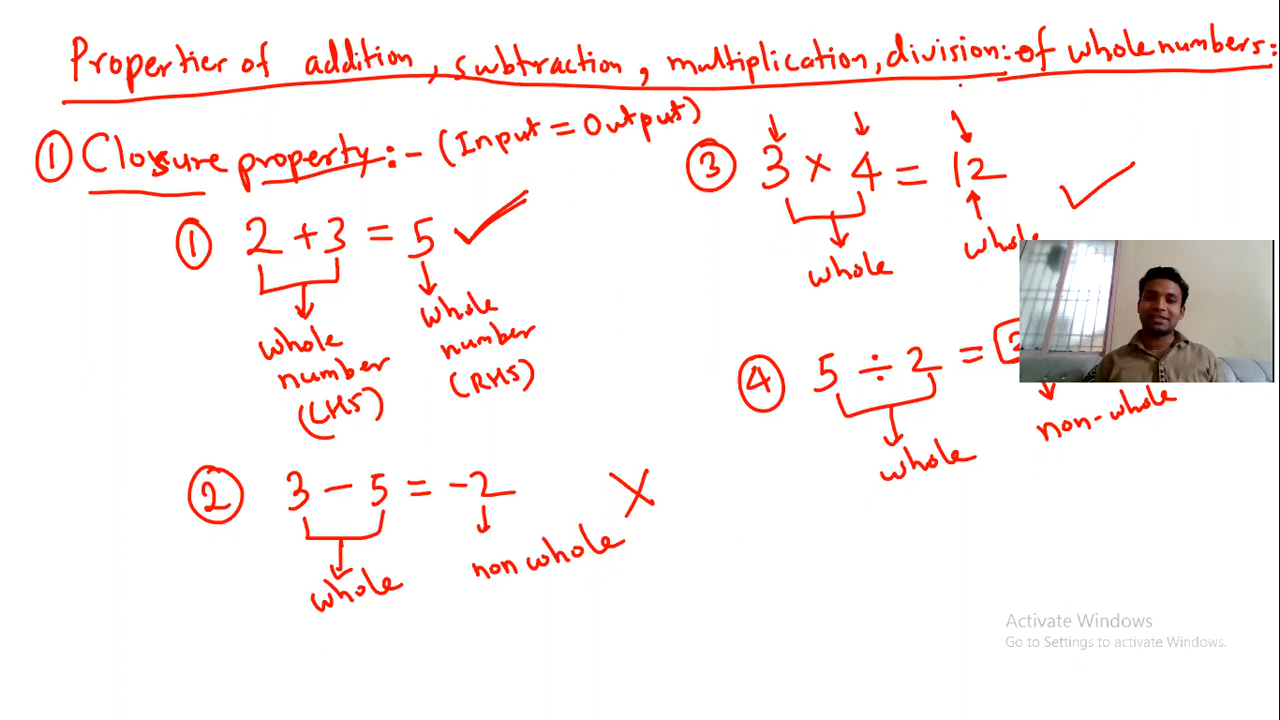 Properties of addition, subtraction, multiplication, division: of whole numbers:
① Closure property :- (Input = Output)
① 2 + 3 = 5 ✓
whole number (LHS)
whole number (RHS)
② 3 - 5 = -2 ✗
whole
non whole
③ 3 × 4 = 12 ✓
whole
whole
④ 5 ÷ 2 =
whole
non-whole
Activate Windows
Go to Settings to activate Windows.